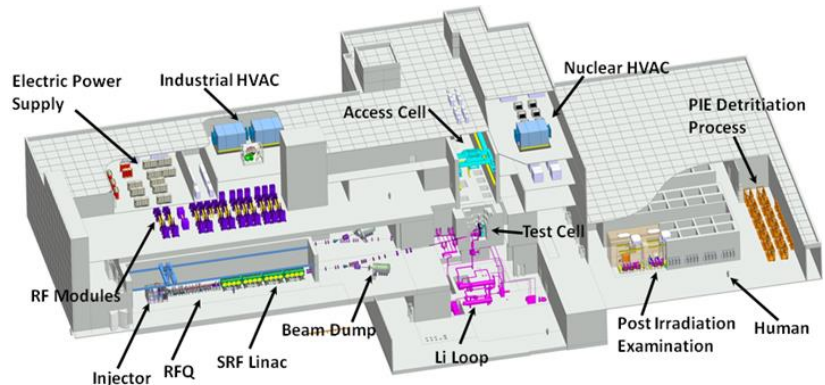 Electric Power
Supply
Industrial HVAC
Nuclear HVAC
Access Cell
PIE Detritiation
Process
Test Cell
RF Modules
Injector
RFQ
SRF Linac
Beam Dump
Li Loop
Post Irradiation
Examination
Human